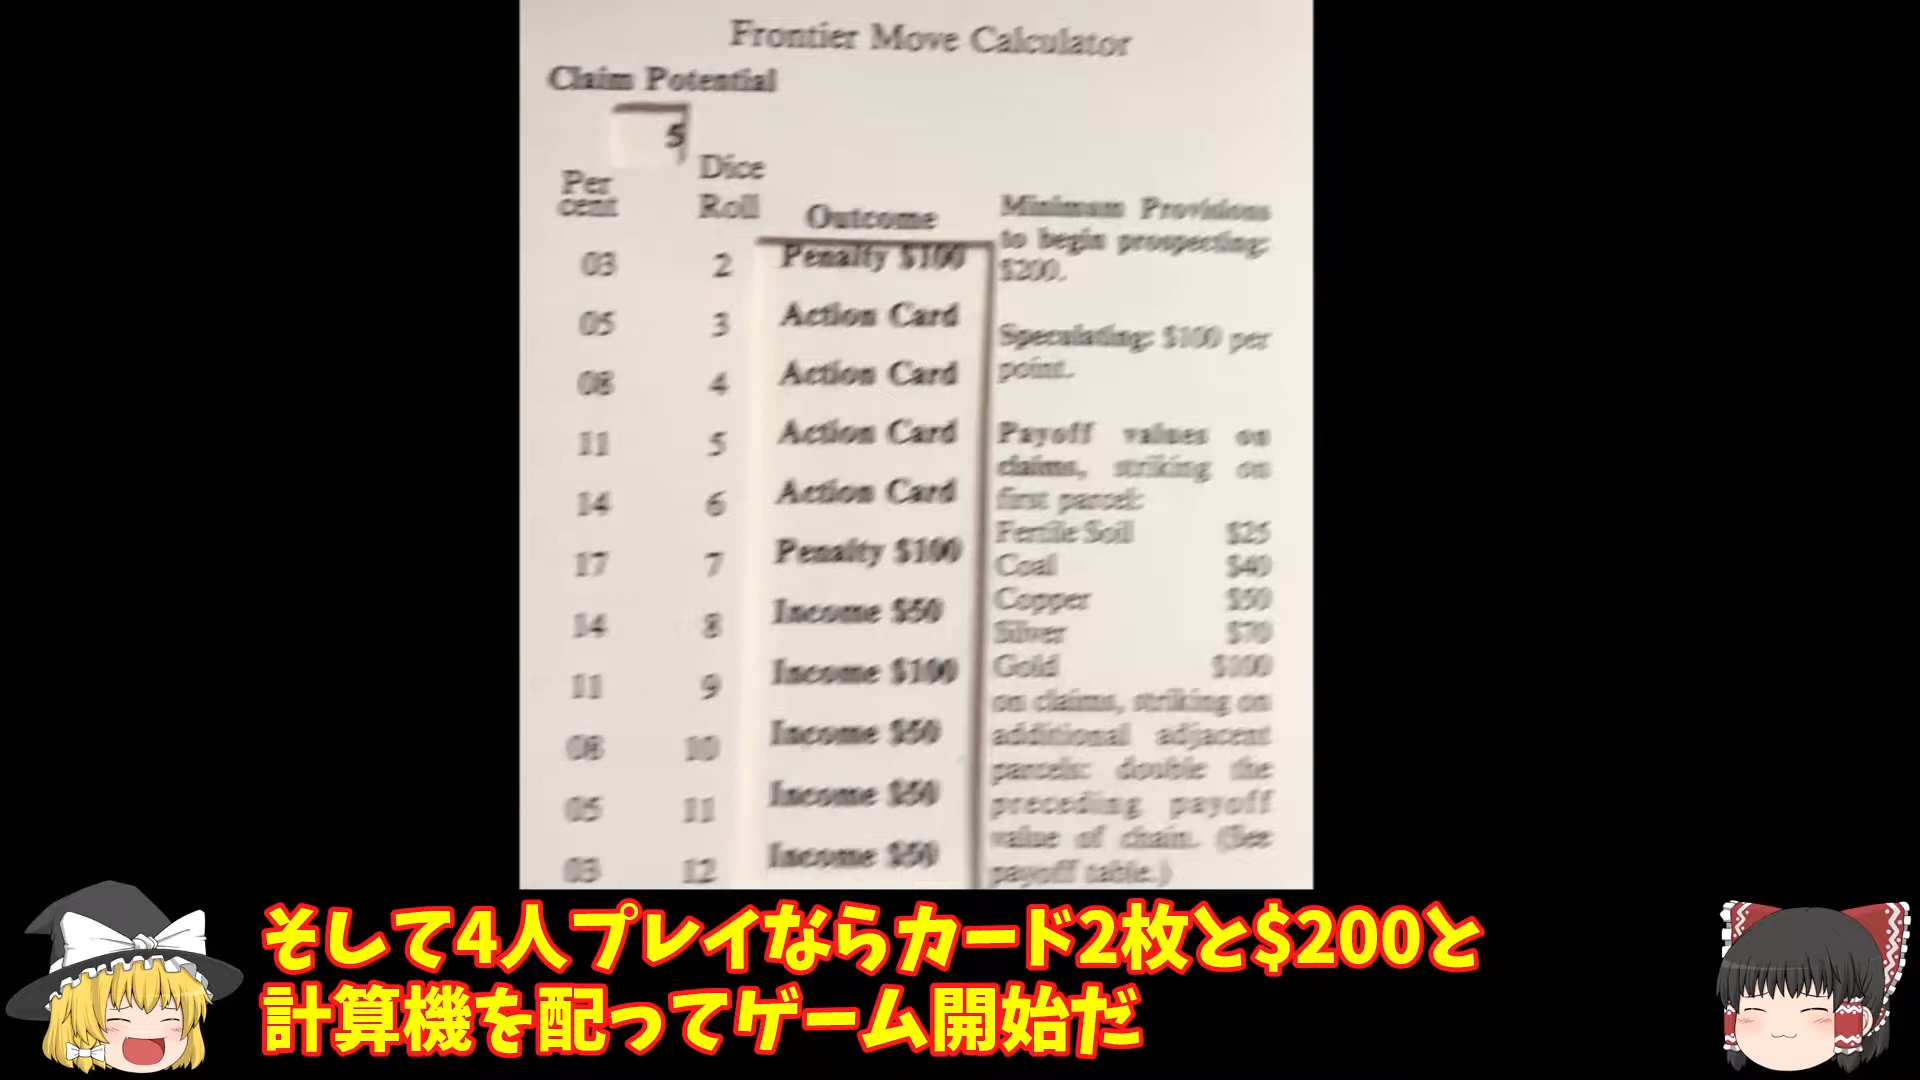 Frontier Move Calculator
Claim Potential
5
Per cent Dice Roll Outcome
03 2 Penalty $100
05 3 Action Card
08 4 Action Card
11 5 Action Card
14 6 Action Card
17 7 Penalty $100
14 8 Income $50
11 9 Income $100
08 10 Income $50
05 11 Income $50
03 12 Income $50
Minimum Provisions
to begin prospecting:
$200.
Speculating: $100 per
point.
Payoff values on
claims, striking on
first parcel:
Fertile Soil $25
Coal $40
Copper $50
Silver $70
Gold $100
on claims, striking on
additional adjacent
parcels: double the
preceding payoff
value of chain. (See
payoff table.)
そして4人プレイならカード2枚と$200と
計算機を配ってゲーム開始だ